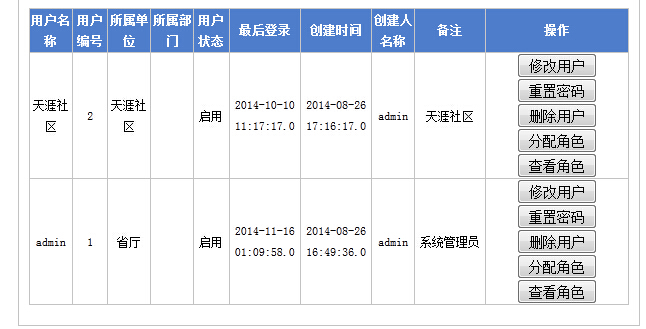 用户名称 用户编号 所属单位 所属部门 用户状态 最后登录 创建时间 创建人名称 备注 操作
天涯社区 2 天涯社区 启用 2014-10-10 11:17:17.0 2014-08-26 17:16:17.0 admin 天涯社区
修改用户
重置密码
删除用户
分配角色
查看角色
admin 1 省厅 启用 2014-11-16 01:09:58.0 2014-08-26 16:49:36.0 admin 系统管理员
修改用户
重置密码
删除用户
分配角色
查看角色